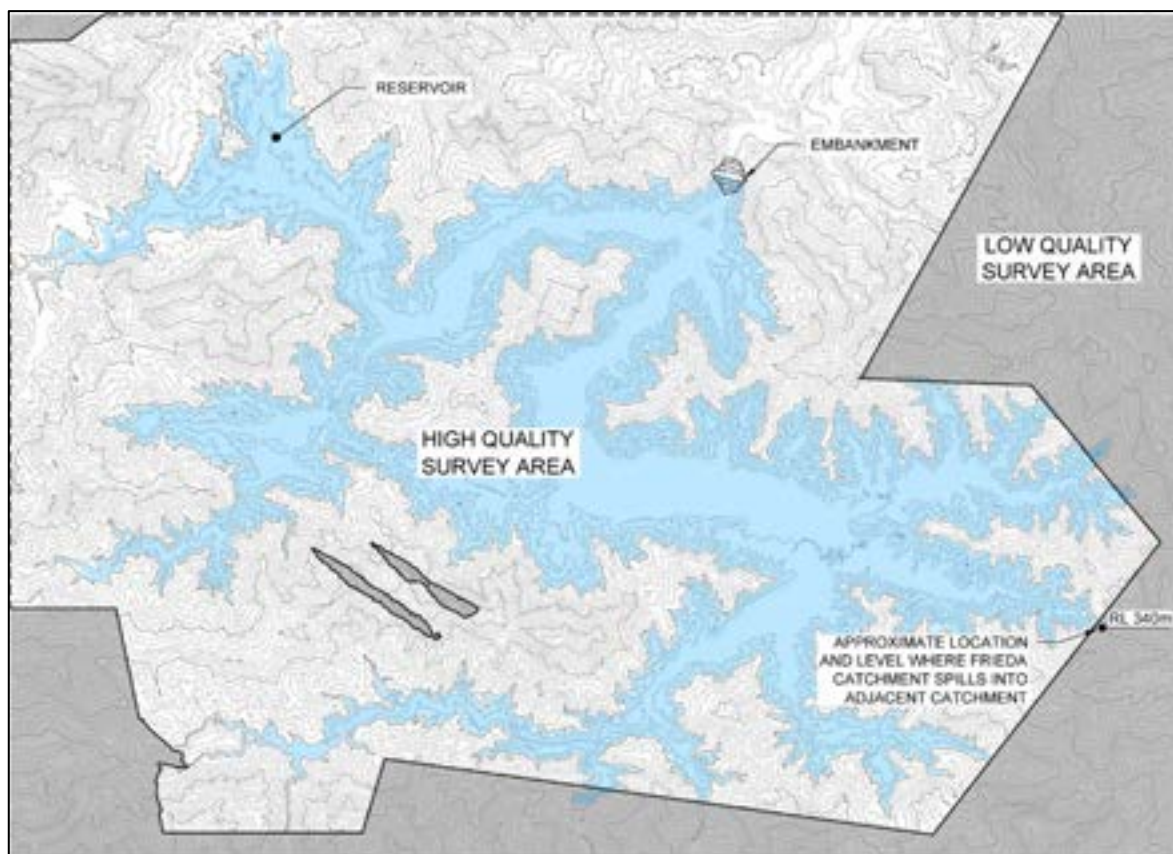 RESERVOIR
EMBANKMENT
LOW QUALITY
SURVEY AREA
HIGH QUALITY
SURVEY AREA
RL 340m
APPROXIMATE LOCATION
AND LEVEL WHERE FRIEDA
CATCHMENT SPILLS INTO
ADJACENT CATCHMENT